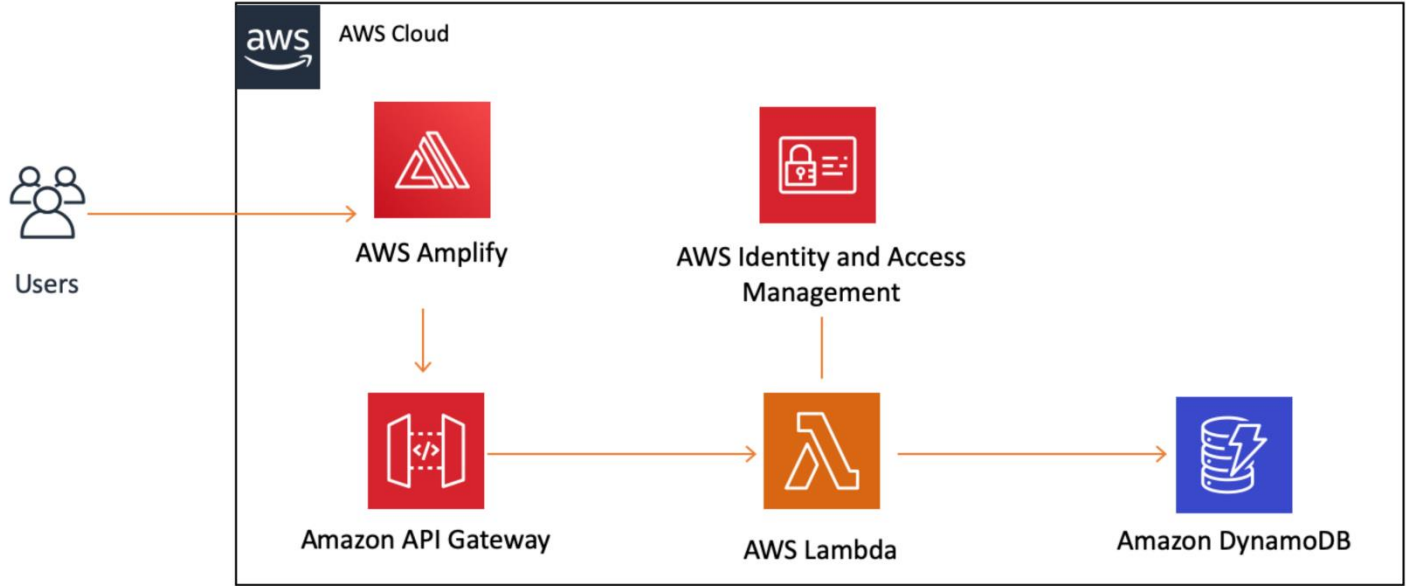 aws
AWS Cloud
AWS Amplify
AWS Identity and Access
Management
Users
</>
Amazon API Gateway
AWS Lambda
Amazon DynamoDB